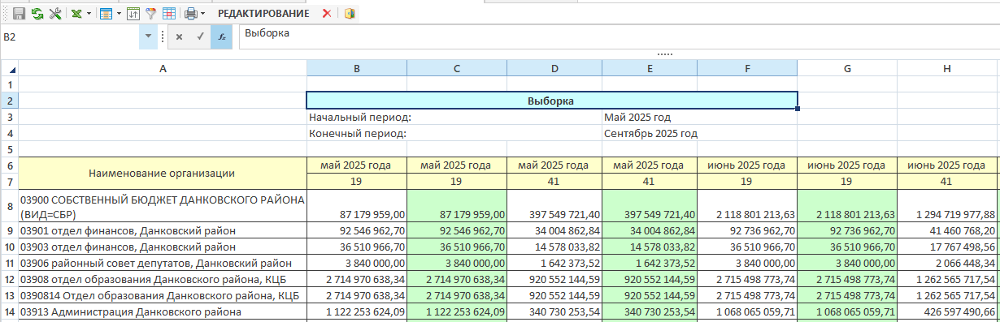 РЕДАКТИРОВАНИЕ
B2 fx Выборка
A B C D E F G H
1
2 Выборка
3 Начальный период: Май 2025 год
4 Конечный период: Сентябрь 2025 год
5
6 Наименование организации май 2025 года май 2025 года май 2025 года май 2025 года июнь 2025 года июнь 2025 года июнь 2025 года
7 19 19 41 41 19 19 41
03900 СОБСТВЕННЫЙ БЮДЖЕТ ДАНКОВСКОГО РАЙОНА
8 (ВИД=СБР) 87 179 959,00 87 179 959,00 397 549 721,40 397 549 721,40 2 118 801 213,63 2 118 801 213,63 1 294 719 977,88
9 03901 отдел финансов, Данковский район 92 546 962,70 92 546 962,70 34 004 862,84 34 004 862,84 92 736 962,70 92 736 962,70 41 460 768,20
10 03903 отдел финансов, Данковский район 36 510 966,70 36 510 966,70 14 578 033,82 14 578 033,82 36 510 966,70 36 510 966,70 17 767 498,56
11 03906 районный совет депутатов, Данковский район 3 840 000,00 3 840 000,00 1 642 373,52 1 642 373,52 3 840 000,00 3 840 000,00 2 066 448,34
12 03908 отдел образования Данковского района, КЦБ 2 714 970 638,34 2 714 970 638,34 920 552 144,59 920 552 144,59 2 715 498 773,74 2 715 498 773,74 1 262 565 717,54
13 0390814 Отдел образования Данковского района, КЦБ 2 714 970 638,34 2 714 970 638,34 920 552 144,59 920 552 144,59 2 715 498 773,74 2 715 498 773,74 1 262 565 717,54
14 03913 Администрация Данковского района 1 122 253 624,09 1 122 253 624,09 340 730 253,54 340 730 253,54 1 068 065 059,71 1 068 065 059,71 426 597 490,66